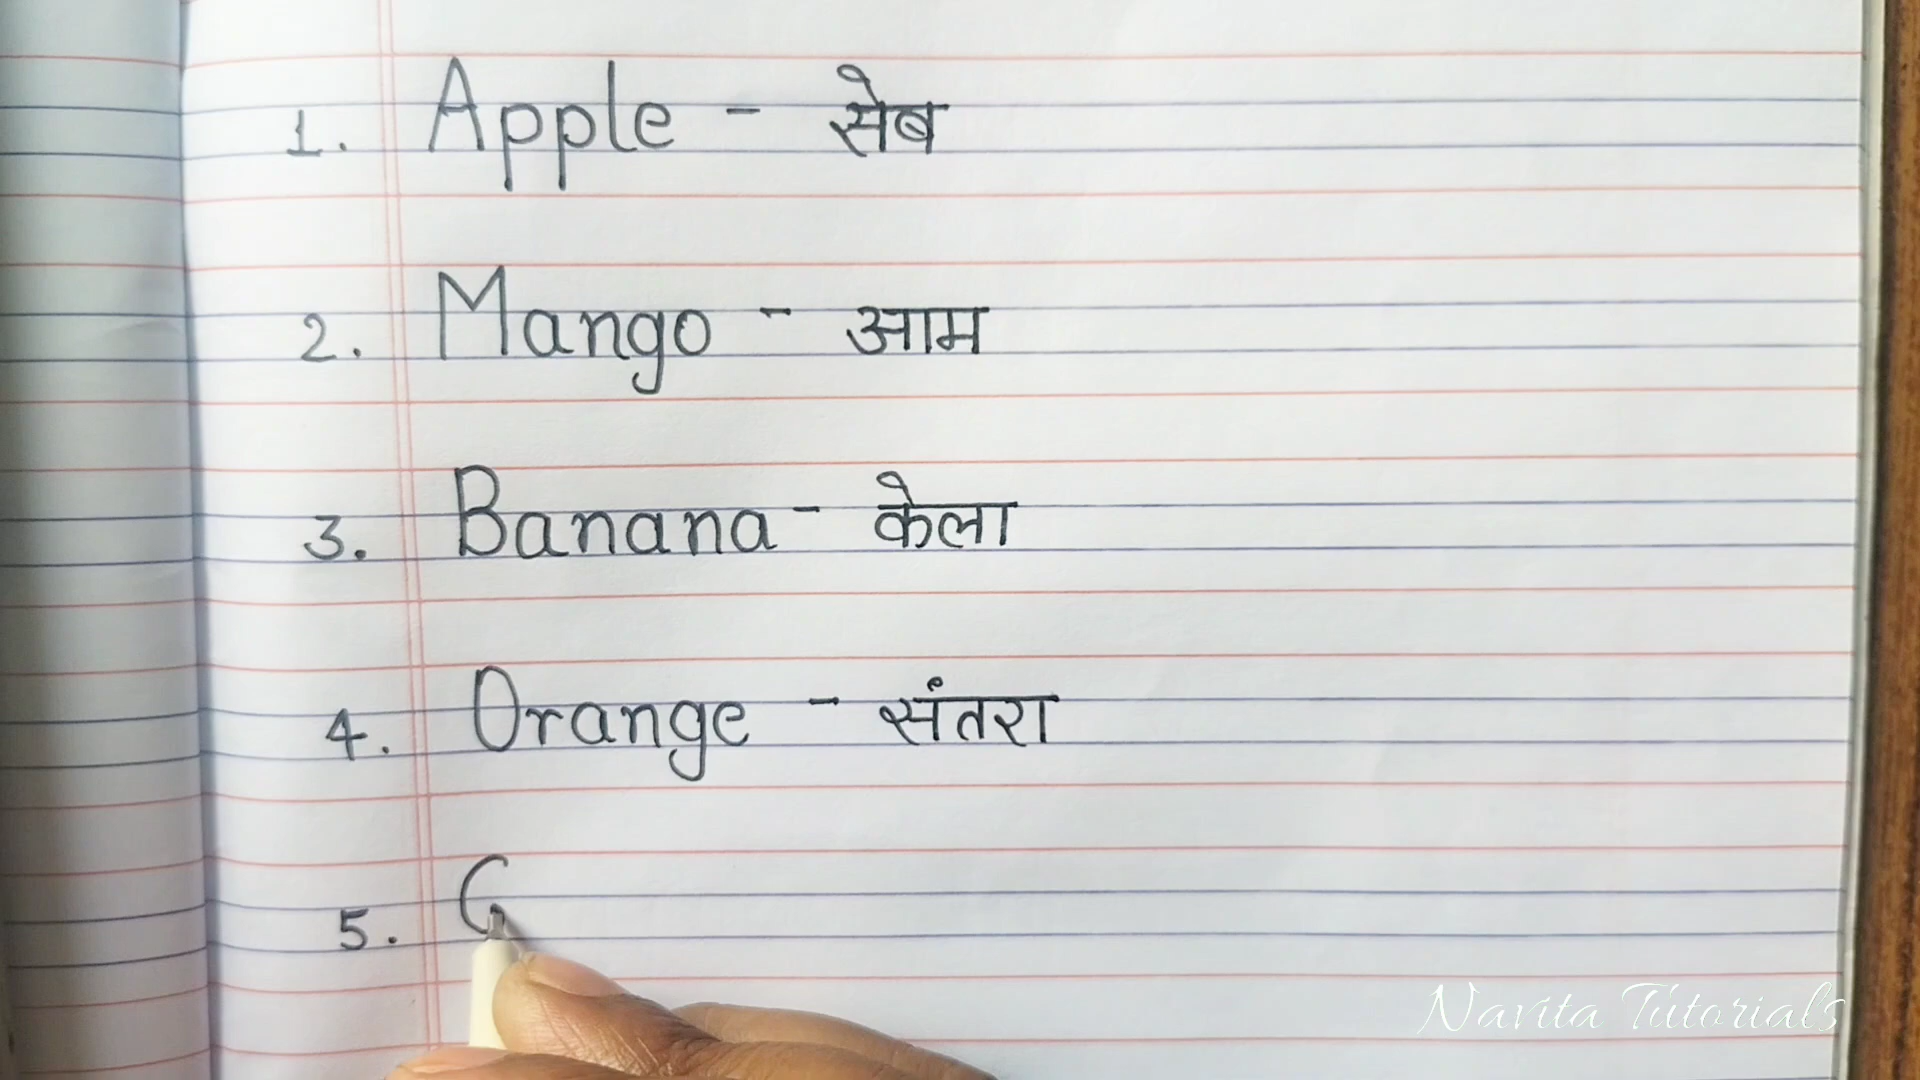 1. Apple - सेब
2. Mango - आम
3. Banana - केला
4. Orange - संतरा
5. G
Navita Tutorials